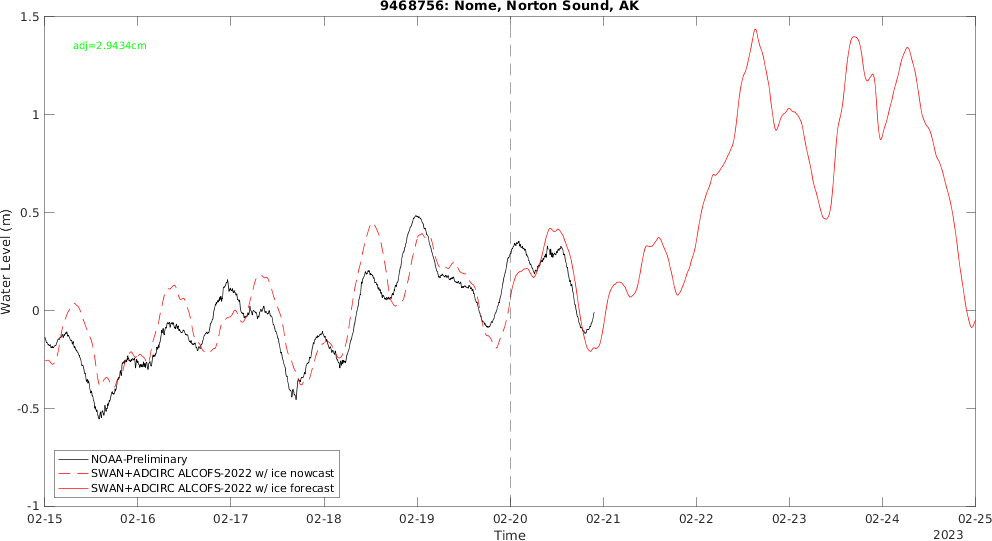 9468756: Nome, Norton Sound, AK
adj=2.9434cm
Water Level (m)
1.5
1
0.5
0
-0.5
-1
NOAA-Preliminary
SWAN+ADCIRC ALCOFS-2022 w/ ice nowcast
SWAN+ADCIRC ALCOFS-2022 w/ ice forecast
02-15 02-16 02-17 02-18 02-19 02-20 02-21 02-22 02-23 02-24 02-25
Time
2023